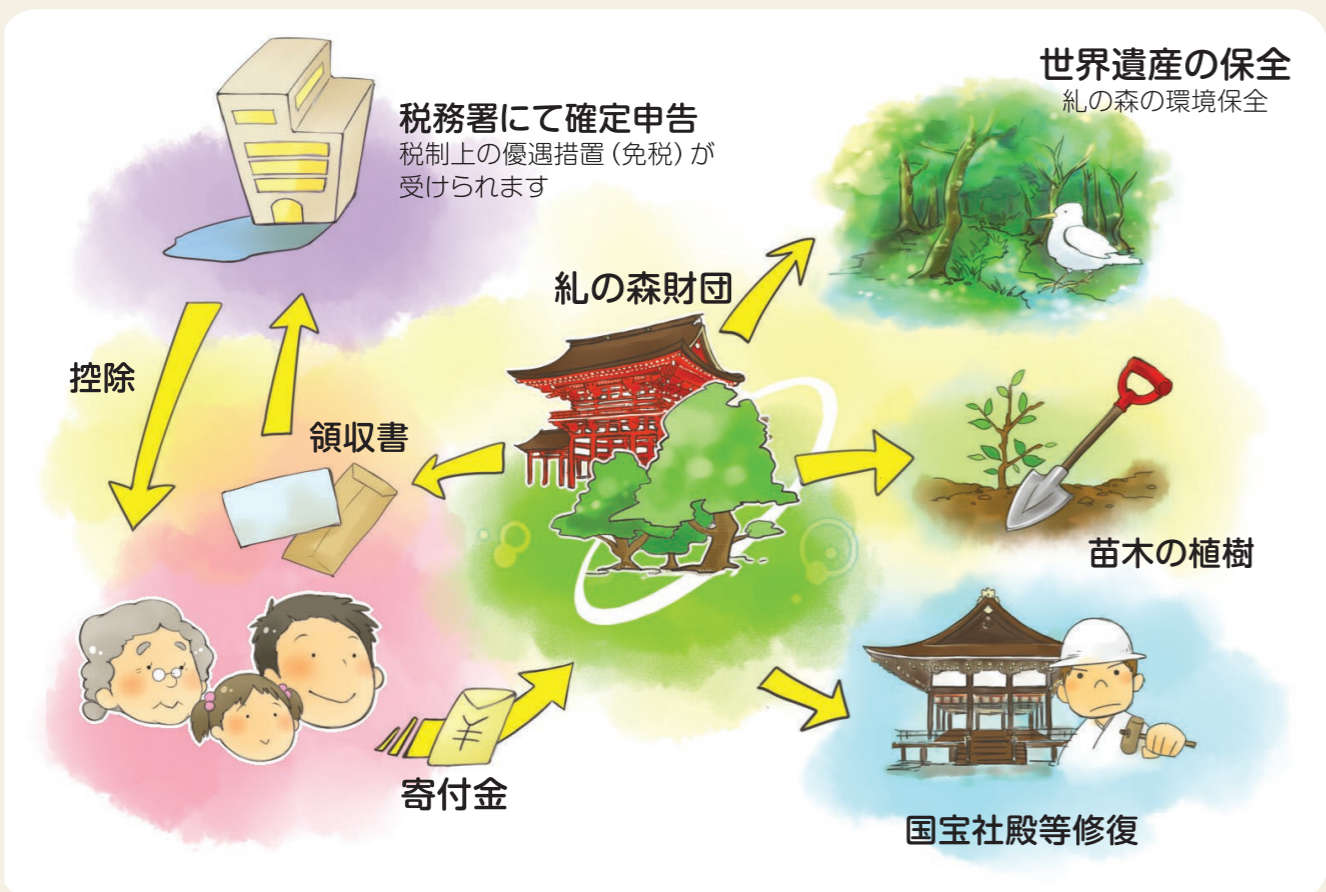 世界遺産の保全
糺の森の環境保全
税務署にて確定申告
税制上の優遇措置（免税）が
受けられます
糺の森財団
控除
領収書
苗木の植樹
¥
寄付金
国宝社殿等修復